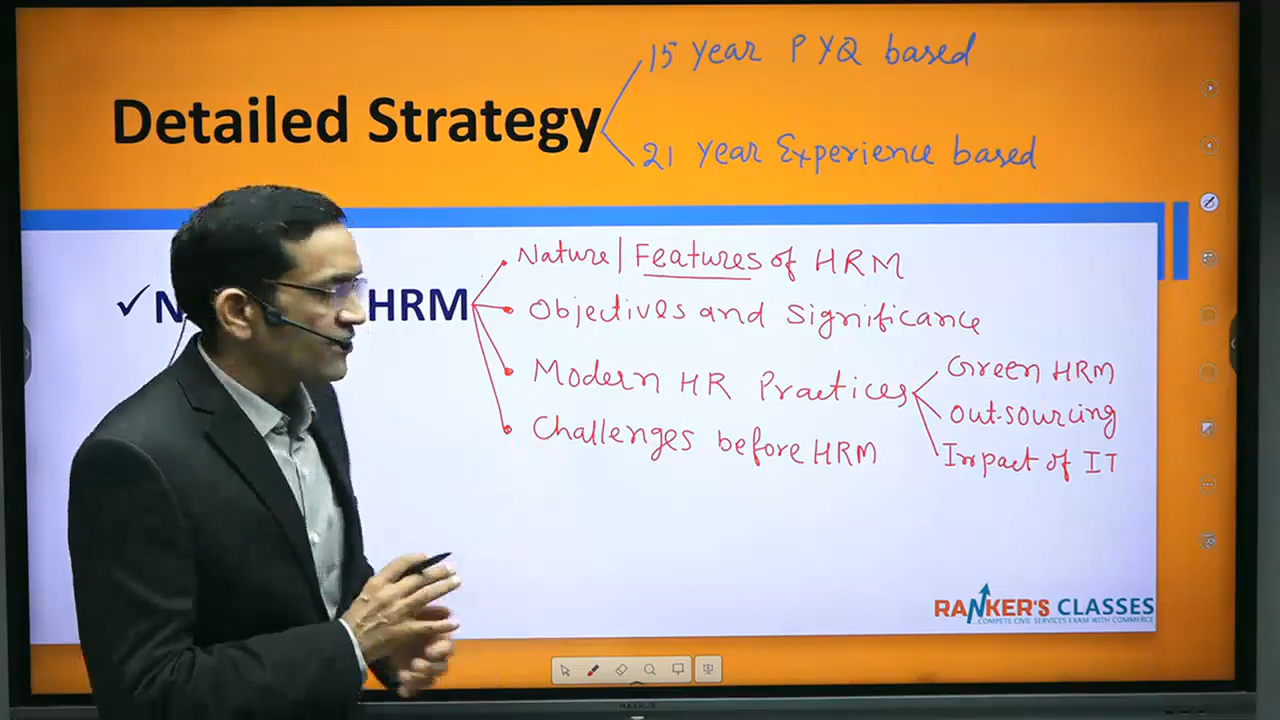 15 Year PYQ based
Detailed Strategy
21 Year Experience based
Nature/Features of HRM
HRM
Objectives and Significance
Modern HR Practices
Green HRM
Out-sourcing
Impact of IT
Challenges before HRM
RANKER'S CLASSES
COMPETE CIVIL SERVICES EXAM WITH COMMERCE